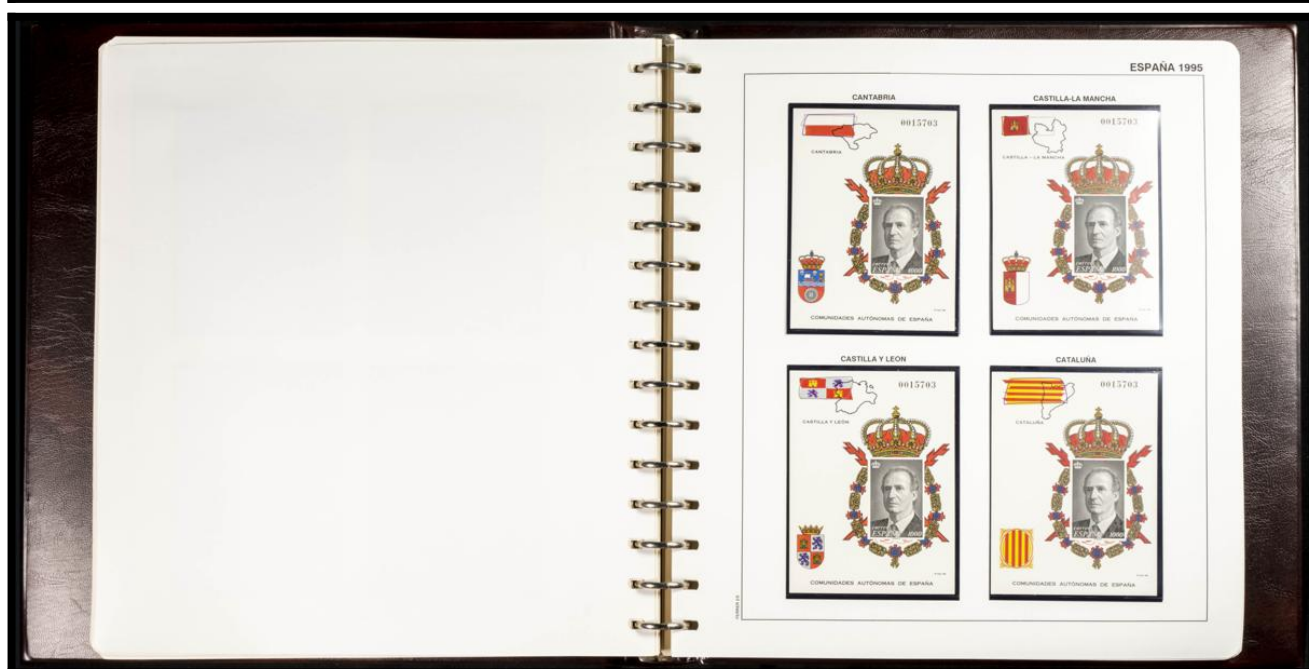 ESPAÑA 1995
CANTABRIA
0015703
CANTABRIA
ESPAÑA 1000
COMUNIDADES AUTÓNOMAS DE ESPAÑA
CASTILLA-LA MANCHA
0015703
CASTILLA - LA MANCHA
ESPAÑA 1000
COMUNIDADES AUTÓNOMAS DE ESPAÑA
CASTILLA Y LEON
0015703
CASTILLA Y LEÓN
ESPAÑA 1000
COMUNIDADES AUTÓNOMAS DE ESPAÑA
CATALUÑA
0015703
CATALUÑA
ESPAÑA 1000
COMUNIDADES AUTÓNOMAS DE ESPAÑA